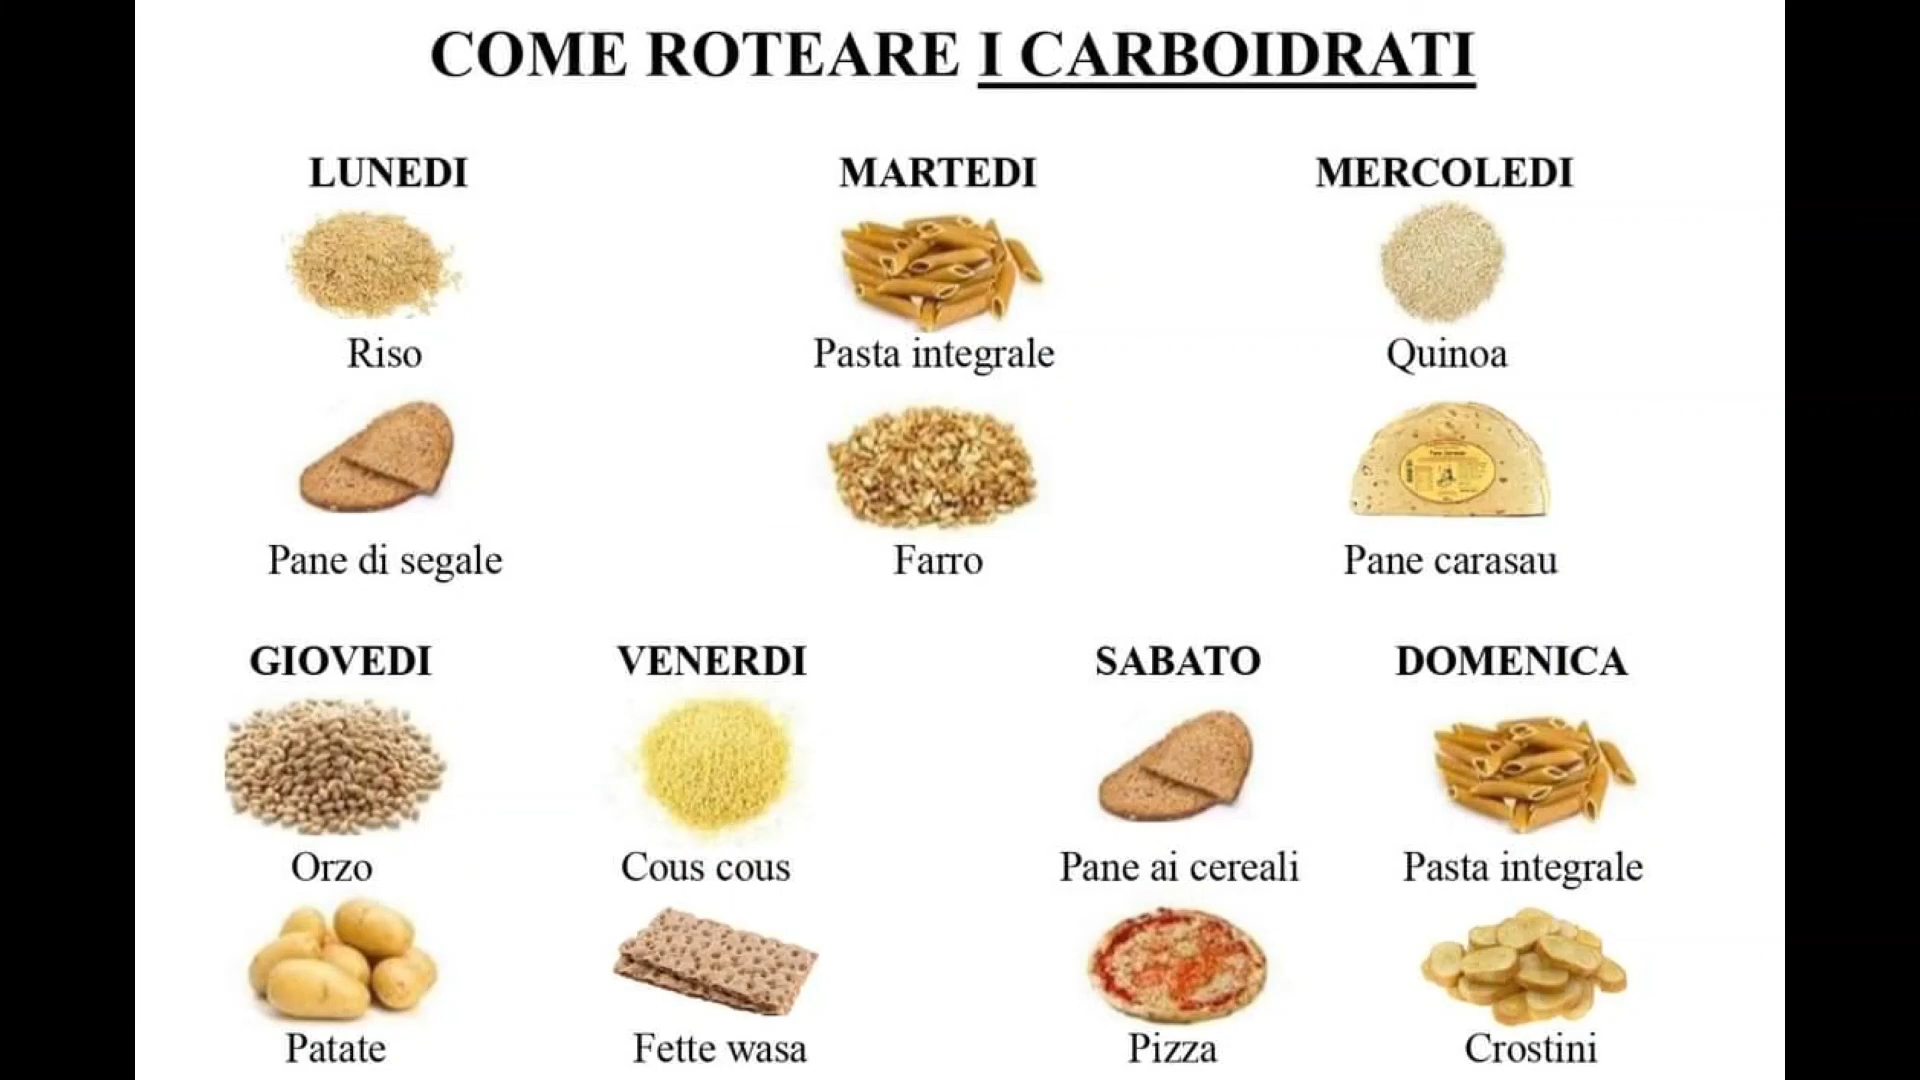 COME ROTEARE I CARBOIDRATI
LUNEDI
MARTEDI
MERCOLEDI
Riso
Pasta integrale
Quinoa
Pane di segale
Farro
Pane carasau
GIOVEDI
VENERDI
SABATO
DOMENICA
Orzo
Cous cous
Pane ai cereali
Pasta integrale
Patate
Fette wasa
Pizza
Crostini